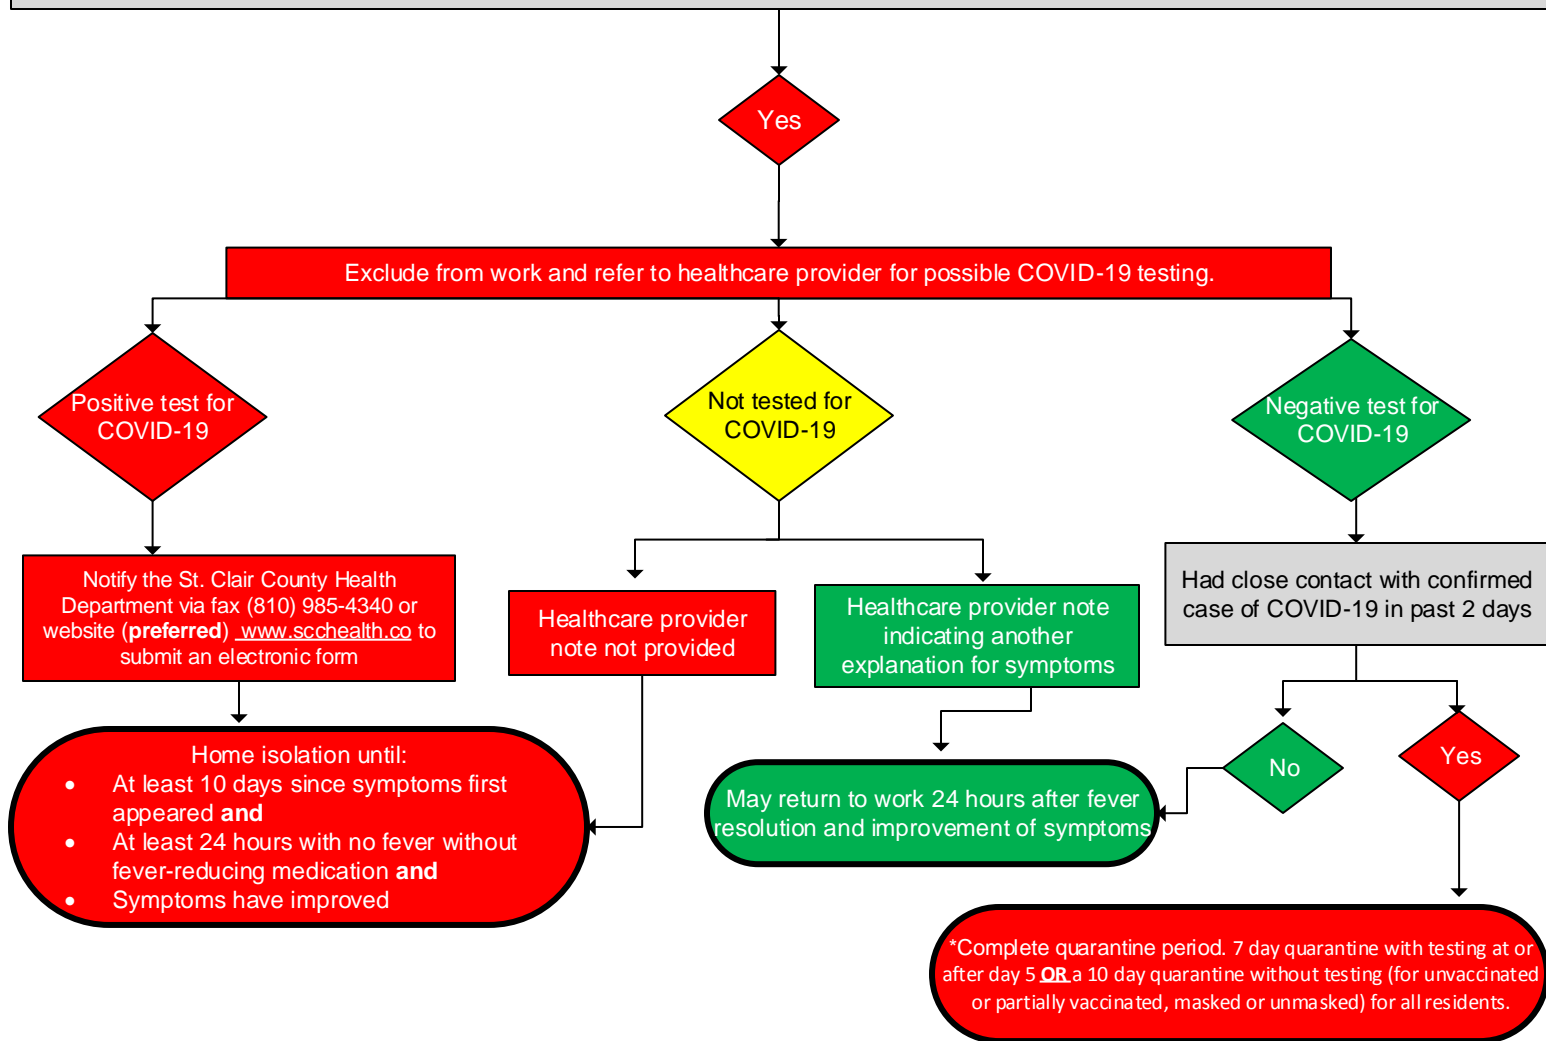 Yes
Exclude from work and refer to healthcare provider for possible COVID-19 testing.
Positive test for
COVID-19
Not tested for
COVID-19
Negative test for
COVID-19
Notify the St. Clair County Health
Department via fax (810) 985-4340 or
website (preferred) www.scchealth.co to
submit an electronic form
Healthcare provider
note not provided
Healthcare provider note
indicating another
explanation for symptoms
Had close contact with confirmed
case of COVID-19 in past 2 days
Home isolation until:
• At least 10 days since symptoms first
appeared and
• At least 24 hours with no fever without
fever-reducing medication and
• Symptoms have improved
May return to work 24 hours after fever
resolution and improvement of symptoms
No
Yes
*Complete quarantine period. 7 day quarantine with testing at or
after day 5 OR a 10 day quarantine without testing (for unvaccinated
or partially vaccinated, masked or unmasked) for all residents.